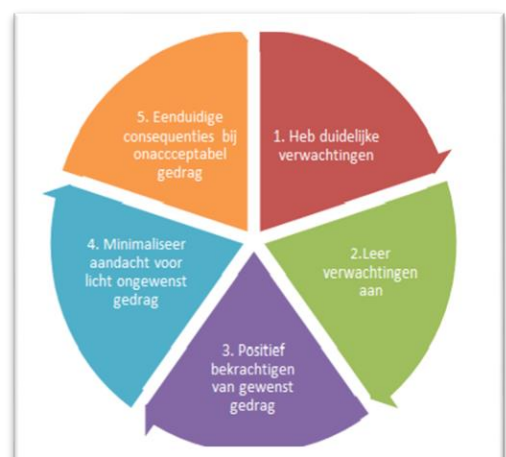 1. Heb duidelijke
verwachtingen
2.Leer
verwachtingen
aan
3. Positief
bekrachtigen
van gewenst
gedrag
4. Minimaliseer
aandacht voor
licht ongewenst
gedrag
5. Eenduidige
consequenties bij
onaccceptabel
gedrag